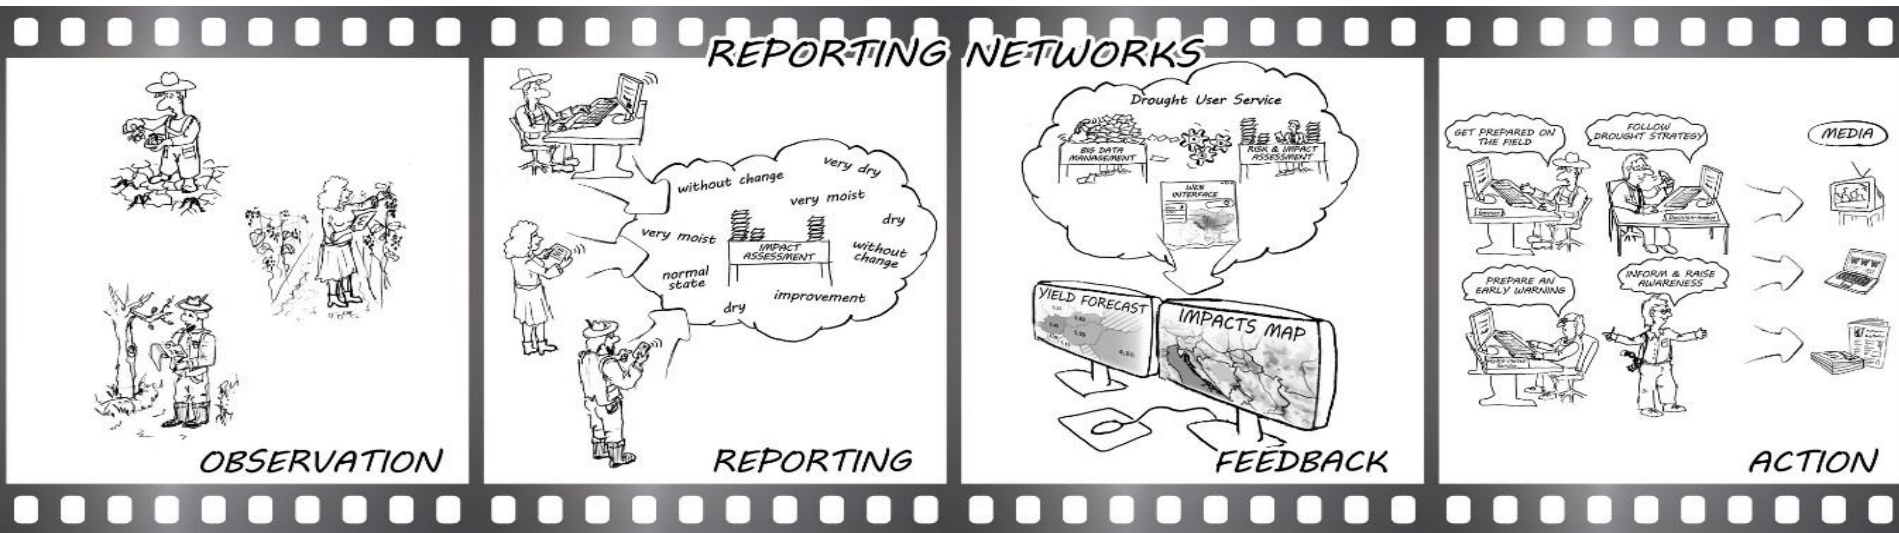 REPORTING NETWORKS
OBSERVATION
without change
very dry
very moist
dry
very moist
without
change
IMPACT
ASSESSMENT
normal
state
improvement
dry
REPORTING
Drought User Service
BIG DATA
MANAGEMENT
RISK & IMPACT
ASSESSMENT
WEB
INTERFACE
YIELD FORECAST
IMPACTS MAP
FEEDBACK
GET PREPARED ON
THE FIELD
FOLLOW
DROUGHT STRATEGY
MEDIA
PREPARE AN
EARLY WARNING
INFORM & RAISE
AWARENESS
WWW
ACTION